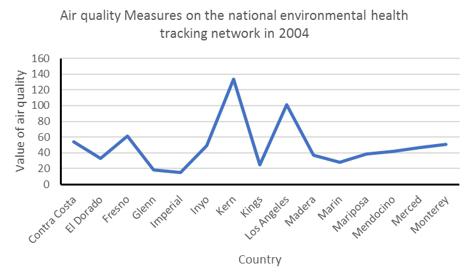 Air quality Measures on the national environmental health
tracking network in 2004
Value of air quality
160
140
120
100
80
60
40
20
0
Contra Costa
El Dorado
Fresno
Glenn
Imperial
Inyo
Kern
Kings
Los Angeles
Madera
Marin
Mariposa
Mendocino
Merced
Monterey
Country